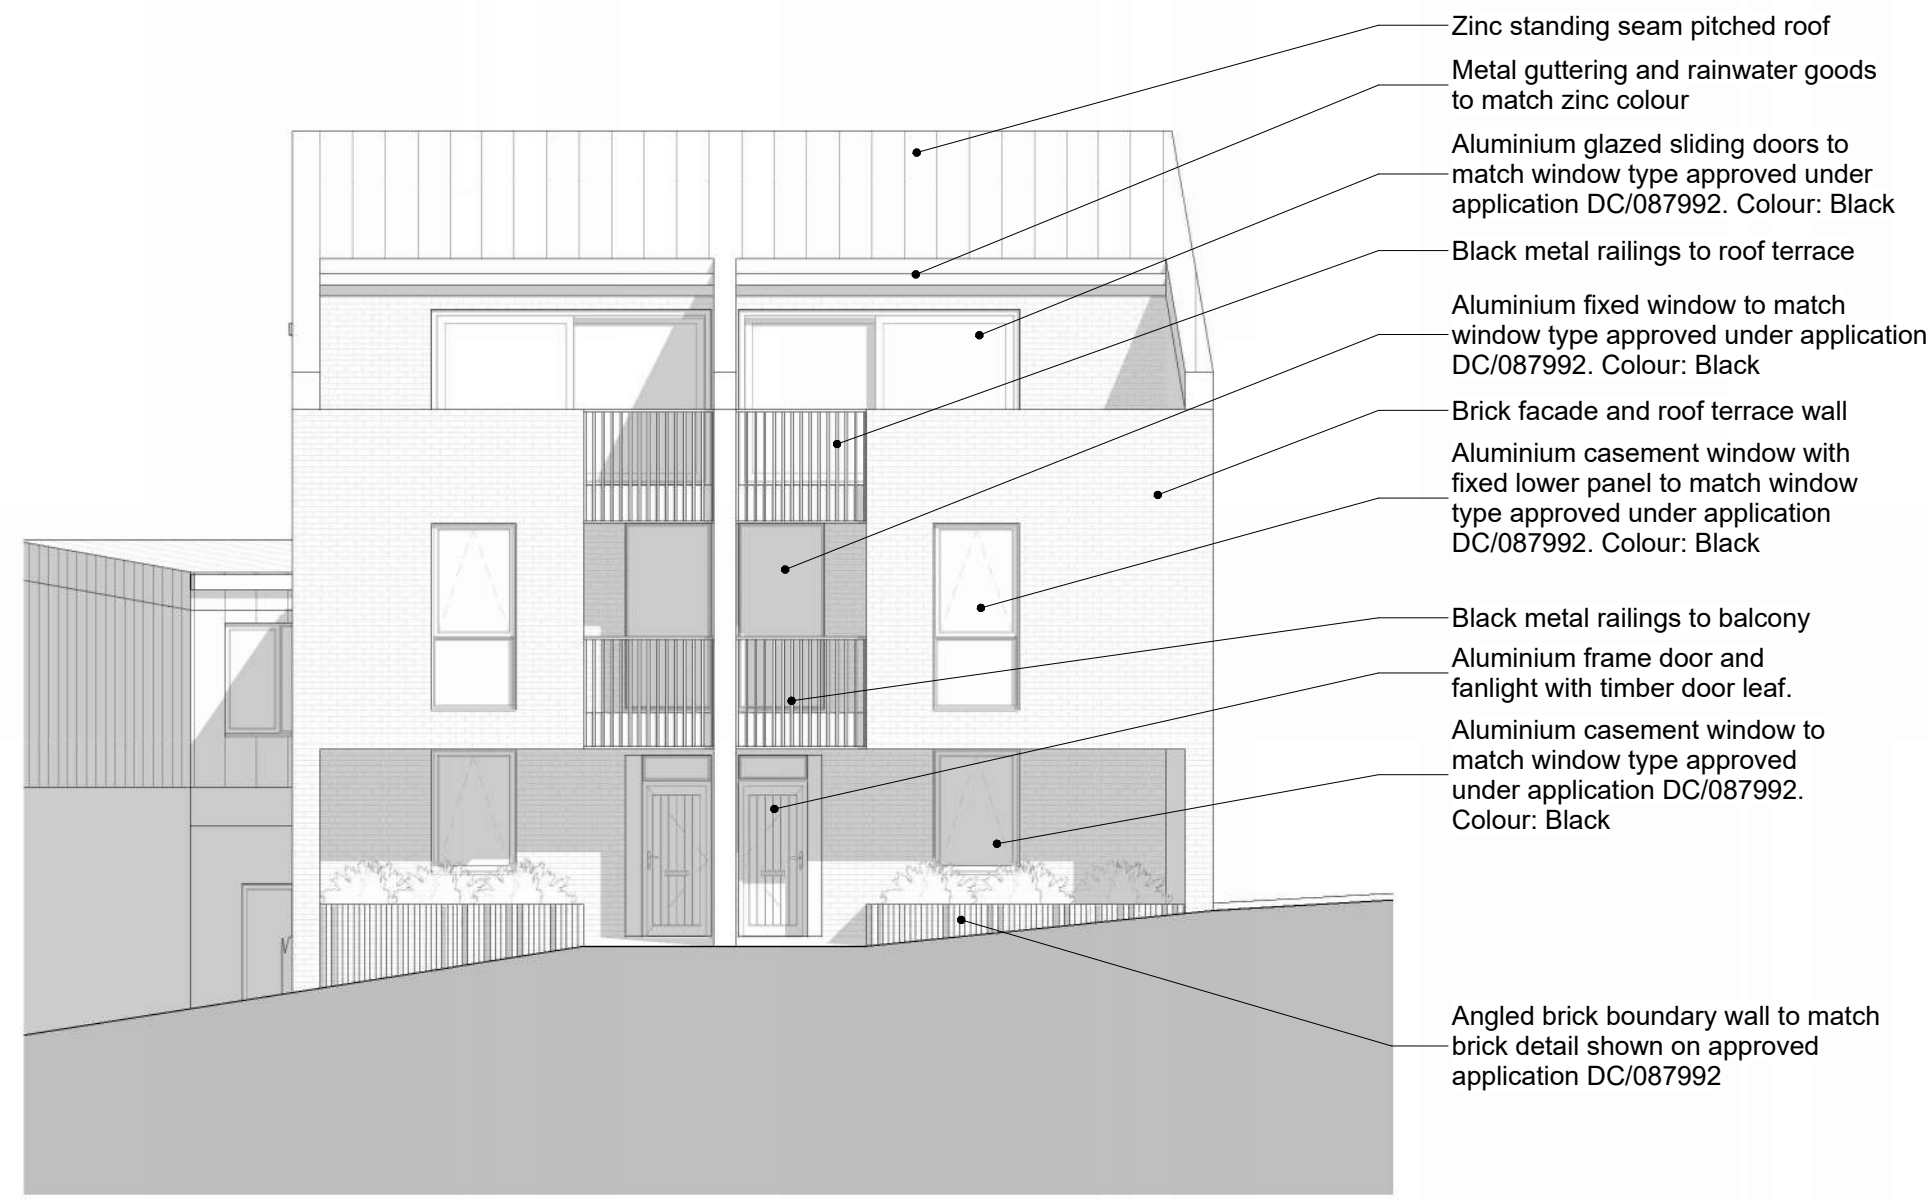 Zinc standing seam pitched roof
Metal guttering and rainwater goods
to match zinc colour
Aluminium glazed sliding doors to
match window type approved under
application DC/087992. Colour: Black
Black metal railings to roof terrace
Aluminium fixed window to match
window type approved under application
DC/087992. Colour: Black
Brick facade and roof terrace wall
Aluminium casement window with
fixed lower panel to match window
type approved under application
DC/087992. Colour: Black
Black metal railings to balcony
Aluminium frame door and
fanlight with timber door leaf.
Aluminium casement window to
match window type approved
under application DC/087992.
Colour: Black
Angled brick boundary wall to match
brick detail shown on approved
application DC/087992